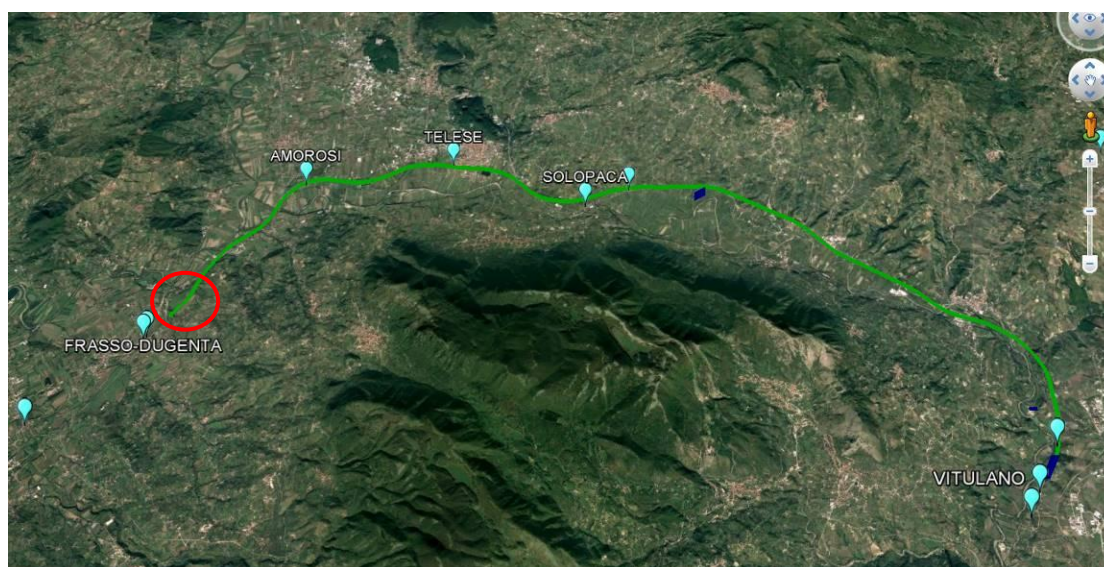 TELESE
AMOROSI
SOLOPACA
FRASSO-DUGENTA
VITULANO